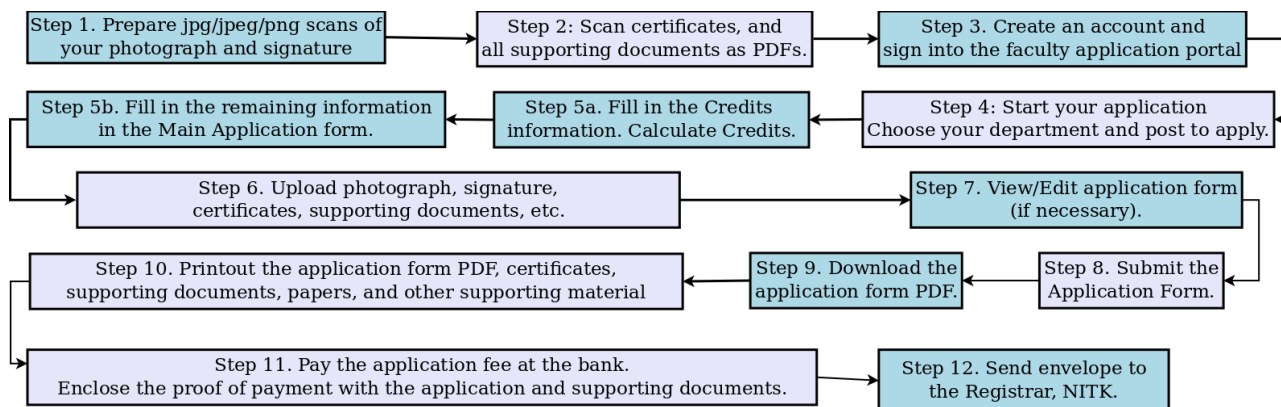 Step 1. Prepare jpg/jpeg/png scans of
your photograph and signature
Step 2: Scan certificates, and
all supporting documents as PDFs.
Step 3. Create an account and
sign into the faculty application portal
Step 4: Start your application
Choose your department and post to apply.
Step 5a. Fill in the Credits
information. Calculate Credits.
Step 5b. Fill in the remaining information
in the Main Application form.
Step 6. Upload photograph, signature,
certificates, supporting documents, etc.
Step 7. View/Edit application form
(if necessary).
Step 8. Submit the
Application Form.
Step 9. Download the
application form PDF.
Step 10. Printout the application form PDF, certificates,
supporting documents, papers, and other supporting material
Step 11. Pay the application fee at the bank.
Enclose the proof of payment with the application and supporting documents.
Step 12. Send envelope to
the Registrar, NITK.